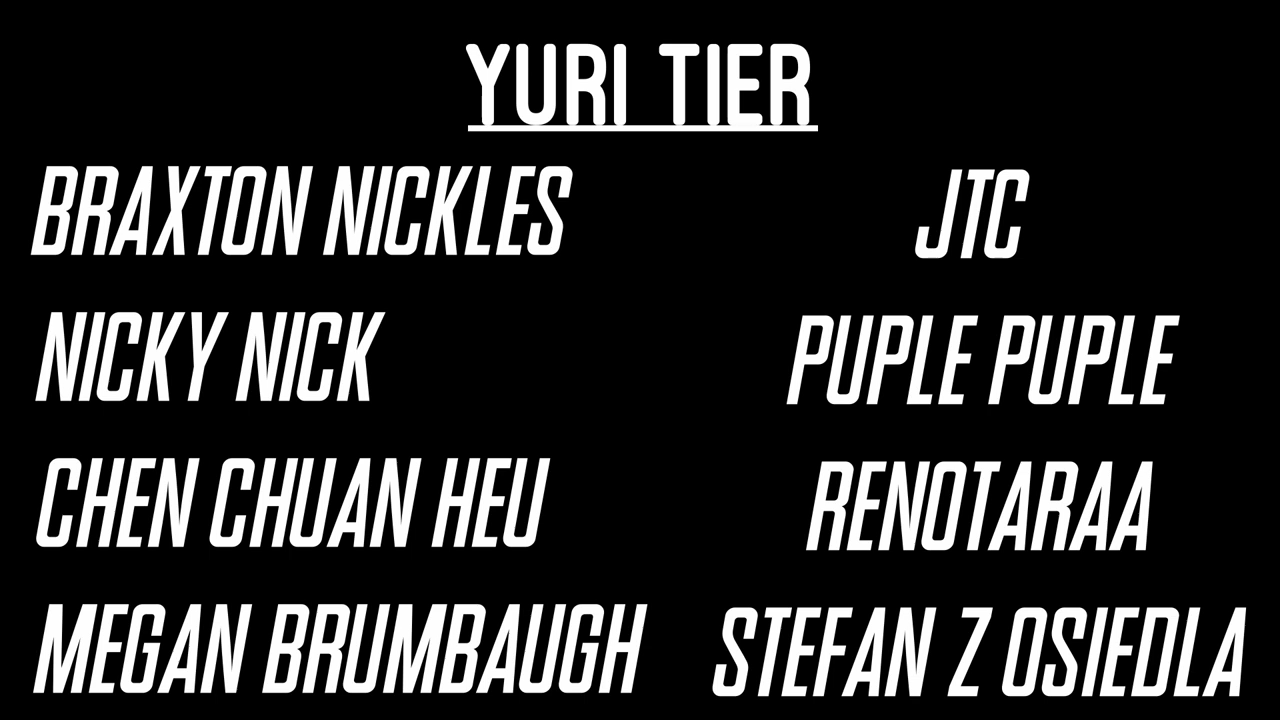 YURI TIER
BRAXTON NICKLES
JTC
NICKY NICK
PUPLE PUPLE
CHEN CHUAN HEU
RENOTARAA
MEGAN BRUMBAUGH
STEFAN Z OSIEDLA